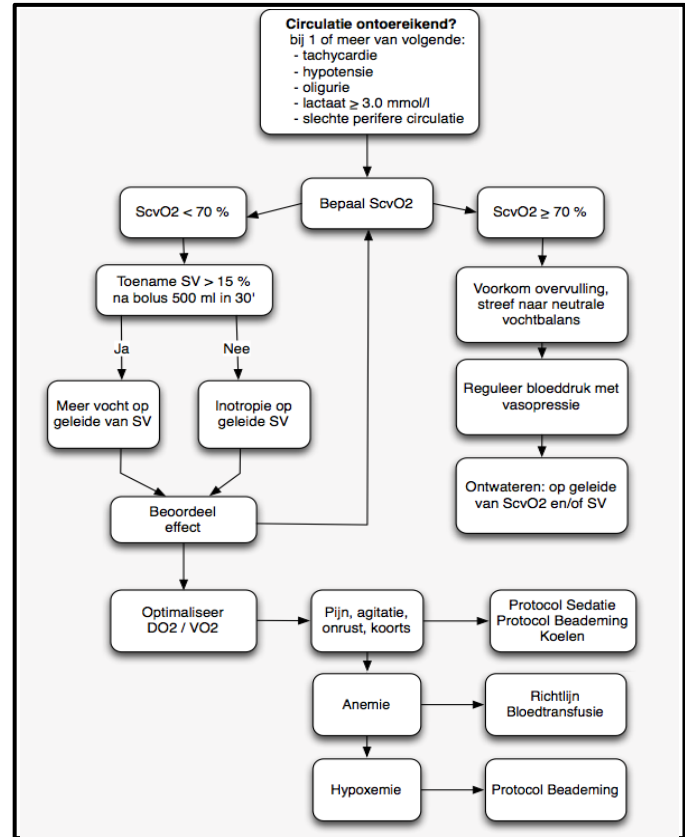 Circulatie ontoereikend?
bij 1 of meer van volgende:
- tachycardie
- hypotensie
- oligurie
- lactaat ≥ 3.0 mmol/l
- slechte perifere circulatie
Bepaal ScvO2
ScvO2 < 70 %
ScvO2 ≥ 70 %
Toename SV > 15 %
na bolus 500 ml in 30'
Voorkom overvulling,
streef naar neutrale
vochtbalans
Ja
Nee
Meer vocht op
geleide van SV
Inotropie op
geleide SV
Reguleer bloeddruk met
vasopressie
Beoordeel
effect
Ontwateren: op geleide
van ScvO2 en/of SV
Optimaliseer
DO2 / VO2
Pijn, agitatie,
onrust, koorts
Protocol Sedatie
Protocol Beademing
Koelen
Anemie
Richtlijn
Bloedtransfusie
Hypoxemie
Protocol Beademing